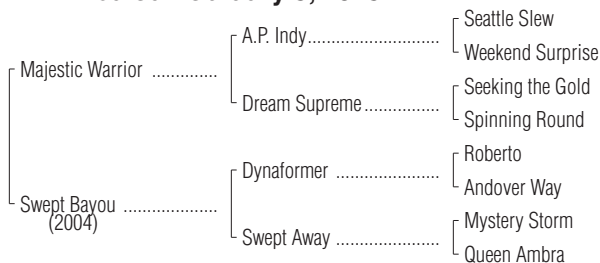 Majestic Warrior ..............
A.P. Indy............................
Seattle Slew
Weekend Surprise
Dream Supreme................
Seeking the Gold
Spinning Round
Swept Bayou ....................
(2004)
Dynaformer ......................
Roberto
Andover Way
Swept Away ......................
Mystery Storm
Queen Ambra